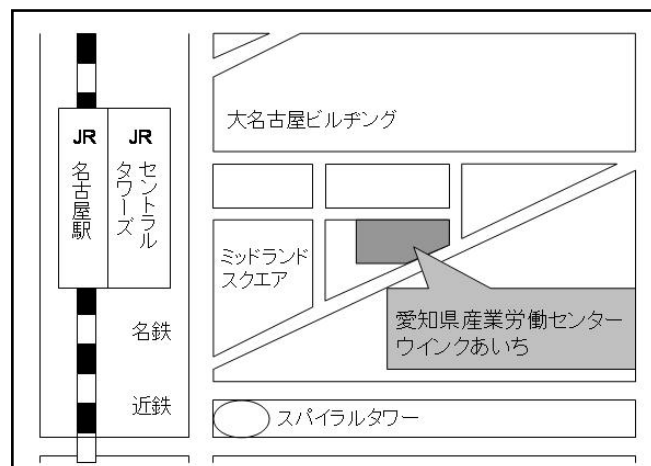 大名古屋ビルヂング
JR
名古屋駅
JR
セントラル
タワーズ
ミッドランド
スクエア
愛知県産業労働センター
ウインクあいち
名鉄
近鉄
スパイラルタワー